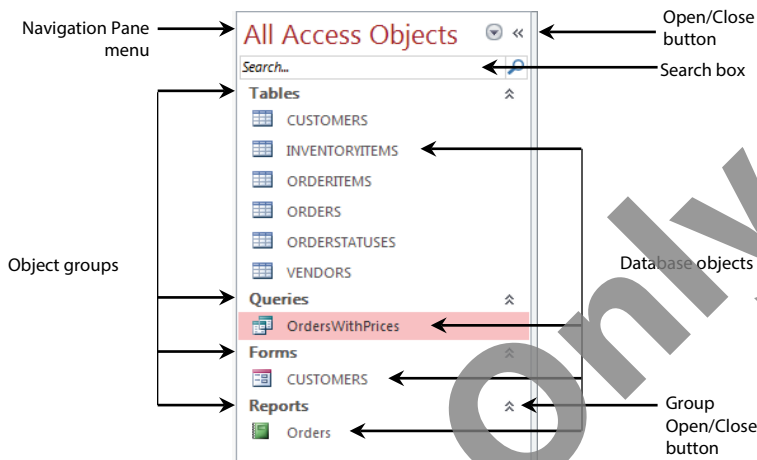 Navigation Pane
menu
All Access Objects
Open/Close
button
Search...
Search box
Tables
CUSTOMERS
INVENTORYITEMS
ORDERITEMS
ORDERS
ORDERSTATUSES
VENDORS
Object groups
Database objects
Queries
OrdersWithPrices
Forms
CUSTOMERS
Reports
Orders
Group
Open/Close
button
only